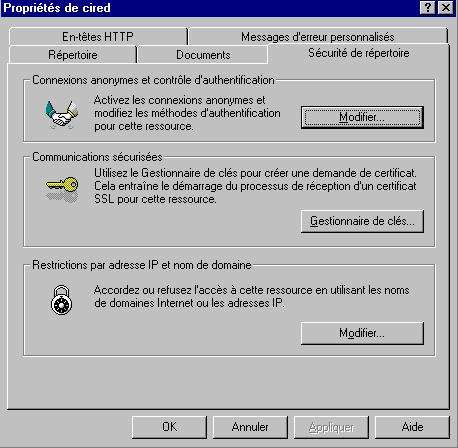 Propriétés de cired
En-têtes HTTP
Messages d'erreur personnalisés
Répertoire
Documents
Sécurité de répertoire
Connexions anonymes et contrôle d'authentification
Activez les connexions anonymes et
modifiez les méthodes d'authentification
pour cette ressource.
Modifier...
Communications sécurisées
Utilisez le Gestionnaire de clés pour créer une demande de certificat.
Cela entraîne le démarrage du processus de réception d'un certificat
SSL pour cette ressource.
Gestionnaire de clés...
Restrictions par adresse IP et nom de domaine
Accordez ou refusez l'accès à cette ressource en utilisant les noms
de domaines Internet ou les adresses IP.
Modifier...
OK
Annuler
Appliquer
Aide